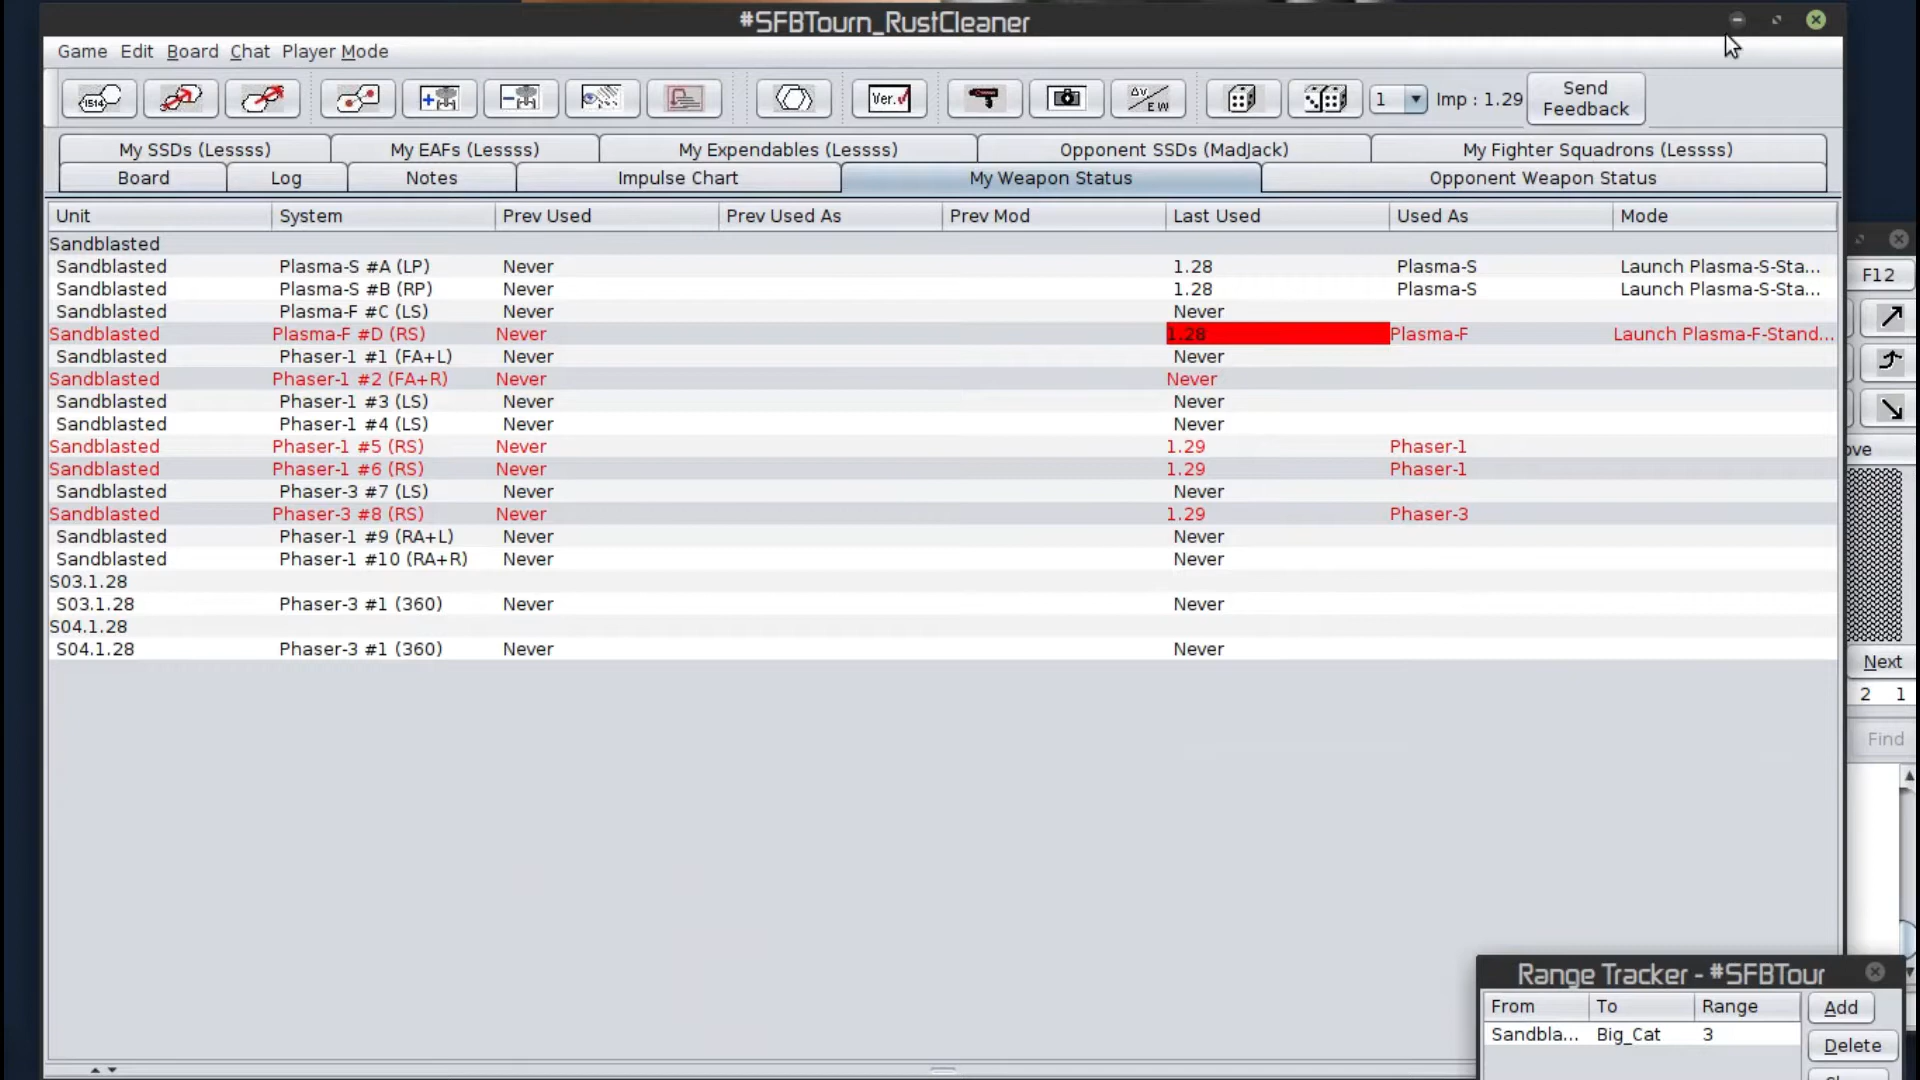 #SFBTourn_RustCleaner
Game Edit Board Chat Player Mode
1514 Ver. ΔV/EW 1 Imp : 1.29 Send Feedback
My SSDs (Lessss) My EAFs (Lessss) My Expendables (Lessss) Opponent SSDs (MadJack) My Fighter Squadrons (Lessss)
Board Log Notes Impulse Chart My Weapon Status Opponent Weapon Status
Unit System Prev Used Prev Used As Prev Mod Last Used Used As Mode
Sandblasted
Sandblasted Plasma-S #A (LP) Never 1.28 Plasma-S Launch Plasma-S-Sta...
Sandblasted Plasma-S #B (RP) Never 1.28 Plasma-S Launch Plasma-S-Sta...
Sandblasted Plasma-F #C (LS) Never Never
Sandblasted Plasma-F #D (RS) Never 1.28 Plasma-F Launch Plasma-F-Stand...
Sandblasted Phaser-1 #1 (FA+L) Never Never
Sandblasted Phaser-1 #2 (FA+R) Never Never
Sandblasted Phaser-1 #3 (LS) Never Never
Sandblasted Phaser-1 #4 (LS) Never Never
Sandblasted Phaser-1 #5 (RS) Never 1.29 Phaser-1
Sandblasted Phaser-1 #6 (RS) Never 1.29 Phaser-1
Sandblasted Phaser-3 #7 (LS) Never Never
Sandblasted Phaser-3 #8 (RS) Never 1.29 Phaser-3
Sandblasted Phaser-1 #9 (RA+L) Never Never
Sandblasted Phaser-1 #10 (RA+R) Never Never
S03.1.28
S03.1.28 Phaser-3 #1 (360) Never Never
S04.1.28
S04.1.28 Phaser-3 #1 (360) Never Never
F12
ove
Next
2 1
Find
Range Tracker - #SFBTour
From To Range Add
Sandbla... Big_Cat 3
Delete